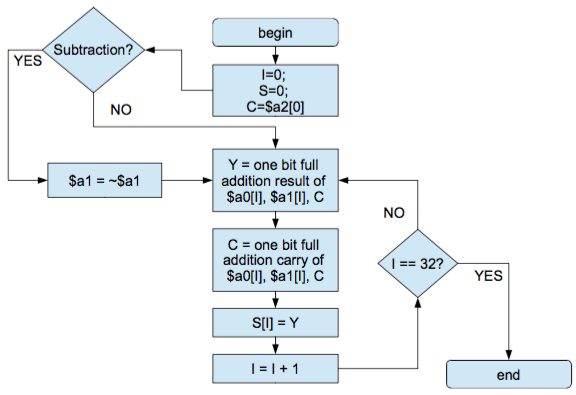 begin
I=0;
S=0;
C=$a2[0]
Subtraction?
YES
NO
$a1 = ~$a1
Y = one bit full
addition result of
$a0[I], $a1[I], C
C = one bit full
addition carry of
$a0[I], $a1[I], C
S[I] = Y
I = I + 1
I == 32?
NO
YES
end